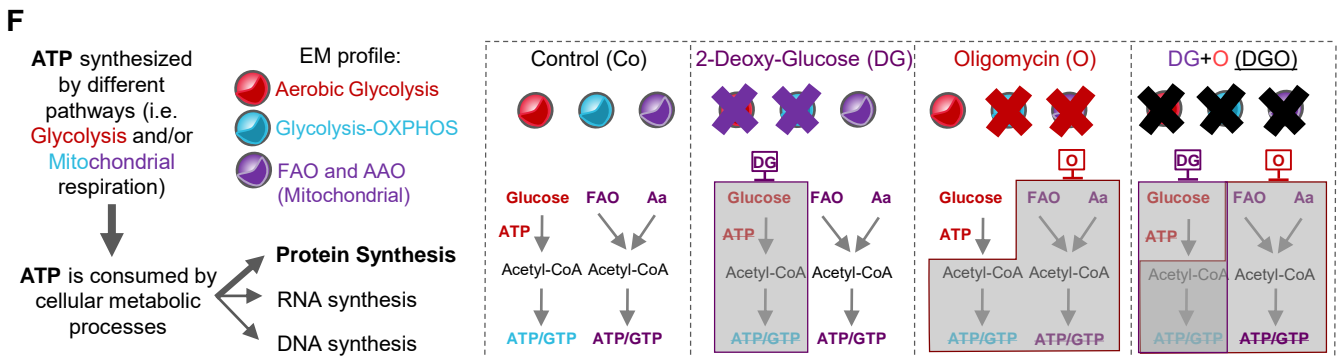 F
ATP synthesized
by different
pathways (i.e.
Glycolysis and/or
Mitochondrial
respiration)
ATP is consumed by
cellular metabolic
processes
EM profile:
Aerobic Glycolysis
Glycolysis-OXPHOS
FAO and AAO
(Mitochondrial)
Protein Synthesis
RNA synthesis
DNA synthesis
Control (Co)
Glucose FAO Aa
ATP
Acetyl-CoA Acetyl-CoA
ATP/GTP ATP/GTP
2-Deoxy-Glucose (DG)
DG
Glucose FAO Aa
ATP
Acetyl-CoA Acetyl-CoA
ATP/GTP ATP/GTP
Oligomycin (O)
O
Glucose FAO Aa
ATP
Acetyl-CoA Acetyl-CoA
ATP/GTP ATP/GTP
DG+O (DGO)
DG O
Glucose FAO Aa
ATP
Acetyl-CoA Acetyl-CoA
ATP/GTP ATP/GTP